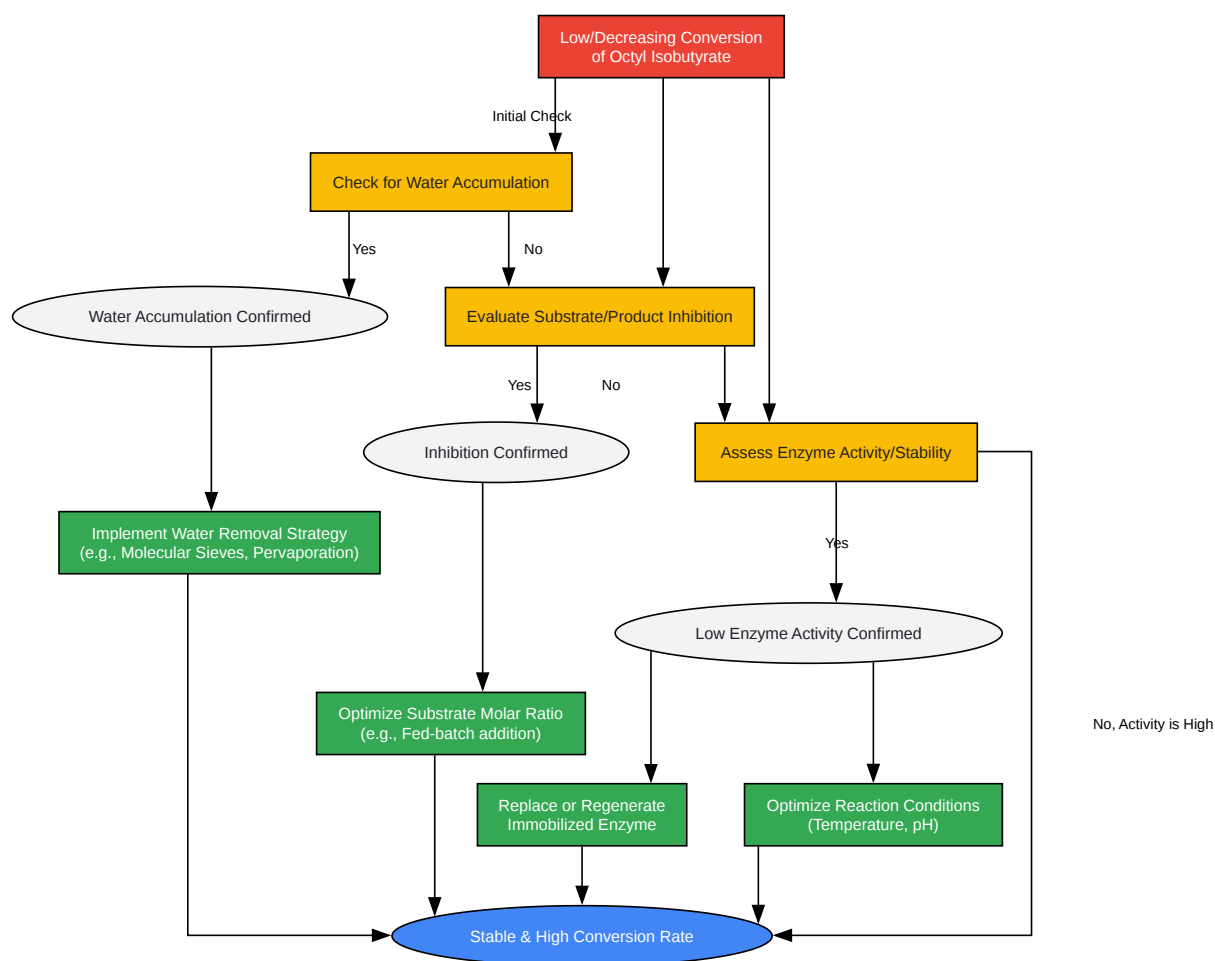 Low/Decreasing Conversion
of Octyl Isobutyrate
Initial Check
Check for Water Accumulation
Yes
No
Water Accumulation Confirmed
Evaluate Substrate/Product Inhibition
Yes
No
Inhibition Confirmed
Assess Enzyme Activity/Stability
Implement Water Removal Strategy
(e.g., Molecular Sieves, Pervaporation)
Yes
Low Enzyme Activity Confirmed
Optimize Substrate Molar Ratio
(e.g., Fed-batch addition)
No, Activity is High
Replace or Regenerate
Immobilized Enzyme
Optimize Reaction Conditions
(Temperature, pH)
Stable & High Conversion Rate